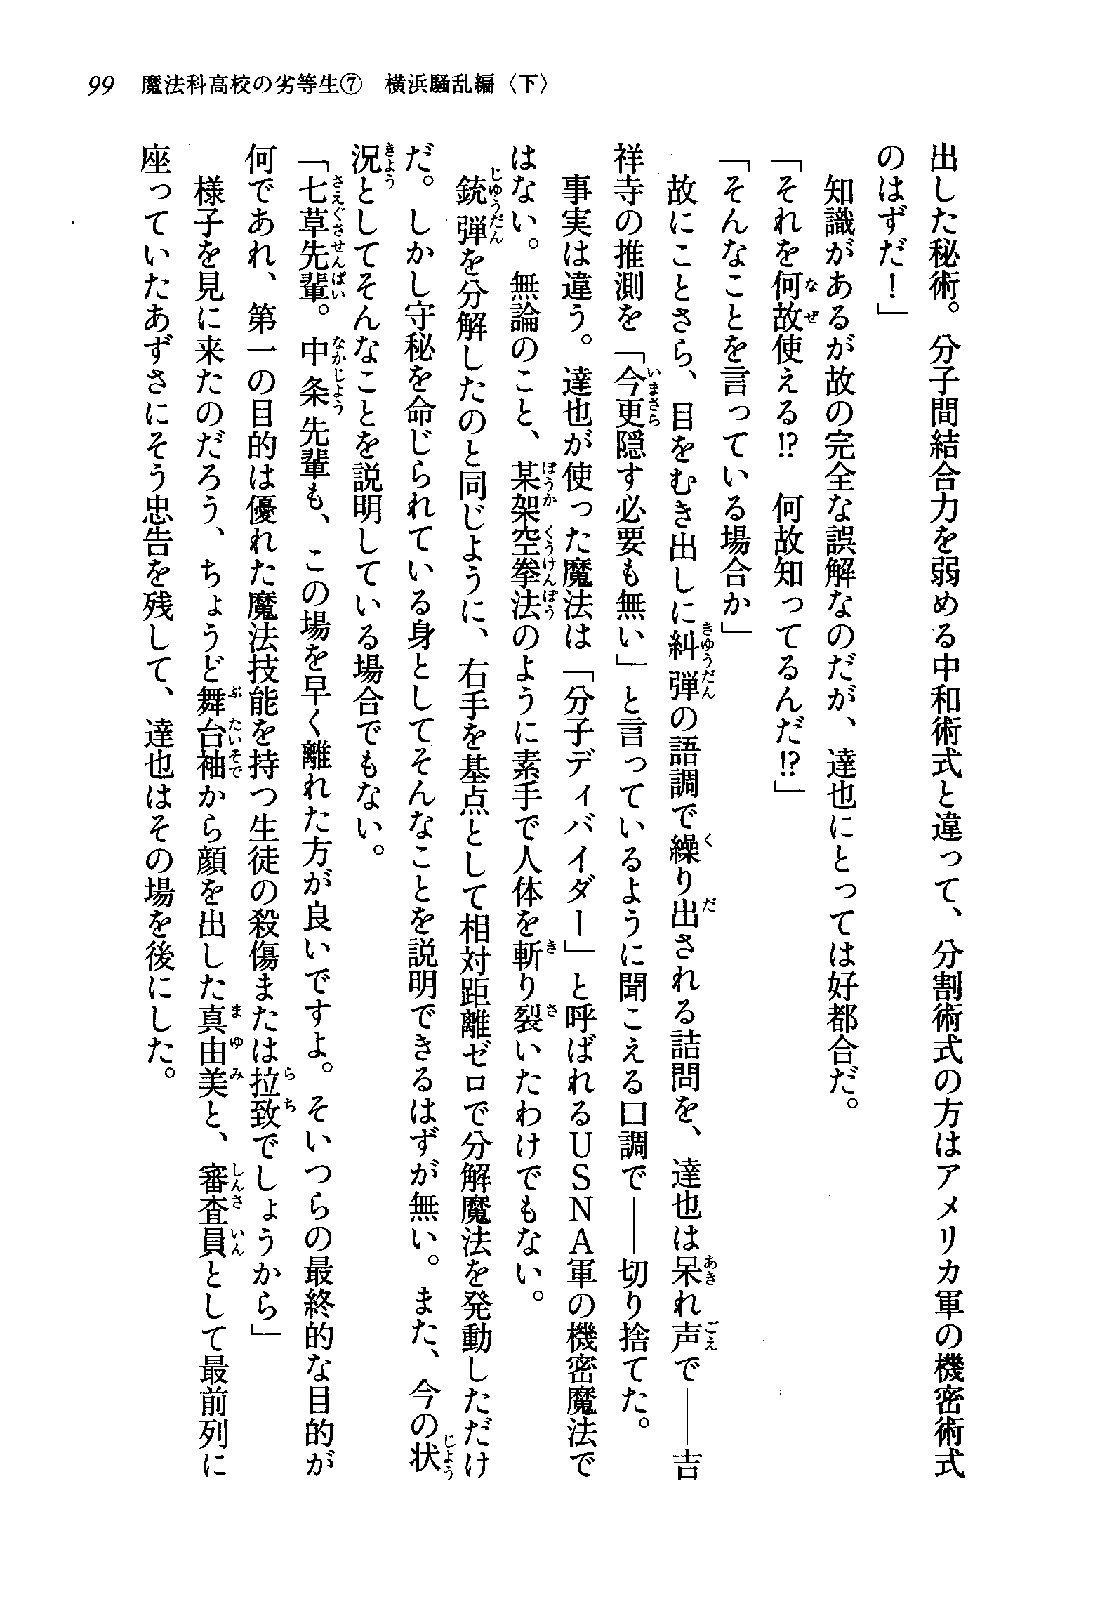 99　魔法科高校の劣等生⑦　横浜騒乱編〈下〉
出した秘術。分子間結合力を弱める中和術式と違って、分割術式の方はアメリカ軍の機密術式
のはずだ！」
　知識があるが故の完全な誤解なのだが、達也にとっては好都合だ。
「それを何故使える!?　何故知ってるんだ!?」
「そんなことを言っている場合か」
　故にことさら、目をむき出しに糾弾の語調で繰り出される詰問を、達也は呆れ声で――吉
祥寺の推測を「今更隠す必要も無い」と言っているように聞こえる口調で――切り捨てた。
　事実は違う。達也が使った魔法は「分子ディバイダー」と呼ばれるＵＳＮＡ軍の機密魔法で
はない。無論のこと、某架空拳法のように素手で人体を斬り裂いたわけでもない。
　銃弾を分解したのと同じように、右手を基点として相対距離ゼロで分解魔法を発動しただけ
だ。しかし守秘を命じられている身としてそんなことを説明できるはずが無い。また、今の状
況としてそんなことを説明している場合でもない。
「七草先輩。中条先輩も、この場を早く離れた方が良いですよ。そいつらの最終的な目的が
何であれ、第一の目的は優れた魔法技能を持つ生徒の殺傷または拉致でしょうから」
　様子を見に来たのだろう、ちょうど舞台袖から顔を出した真由美と、審査員として最前列に
座っていたあずさにそう忠告を残して、達也はその場を後にした。